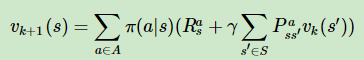 $v_{k+1}(s) = \sum_{a \in A} \pi(a|s)(R_s^a + \gamma \sum_{s' \in S} P_{ss'}^a v_k(s'))$